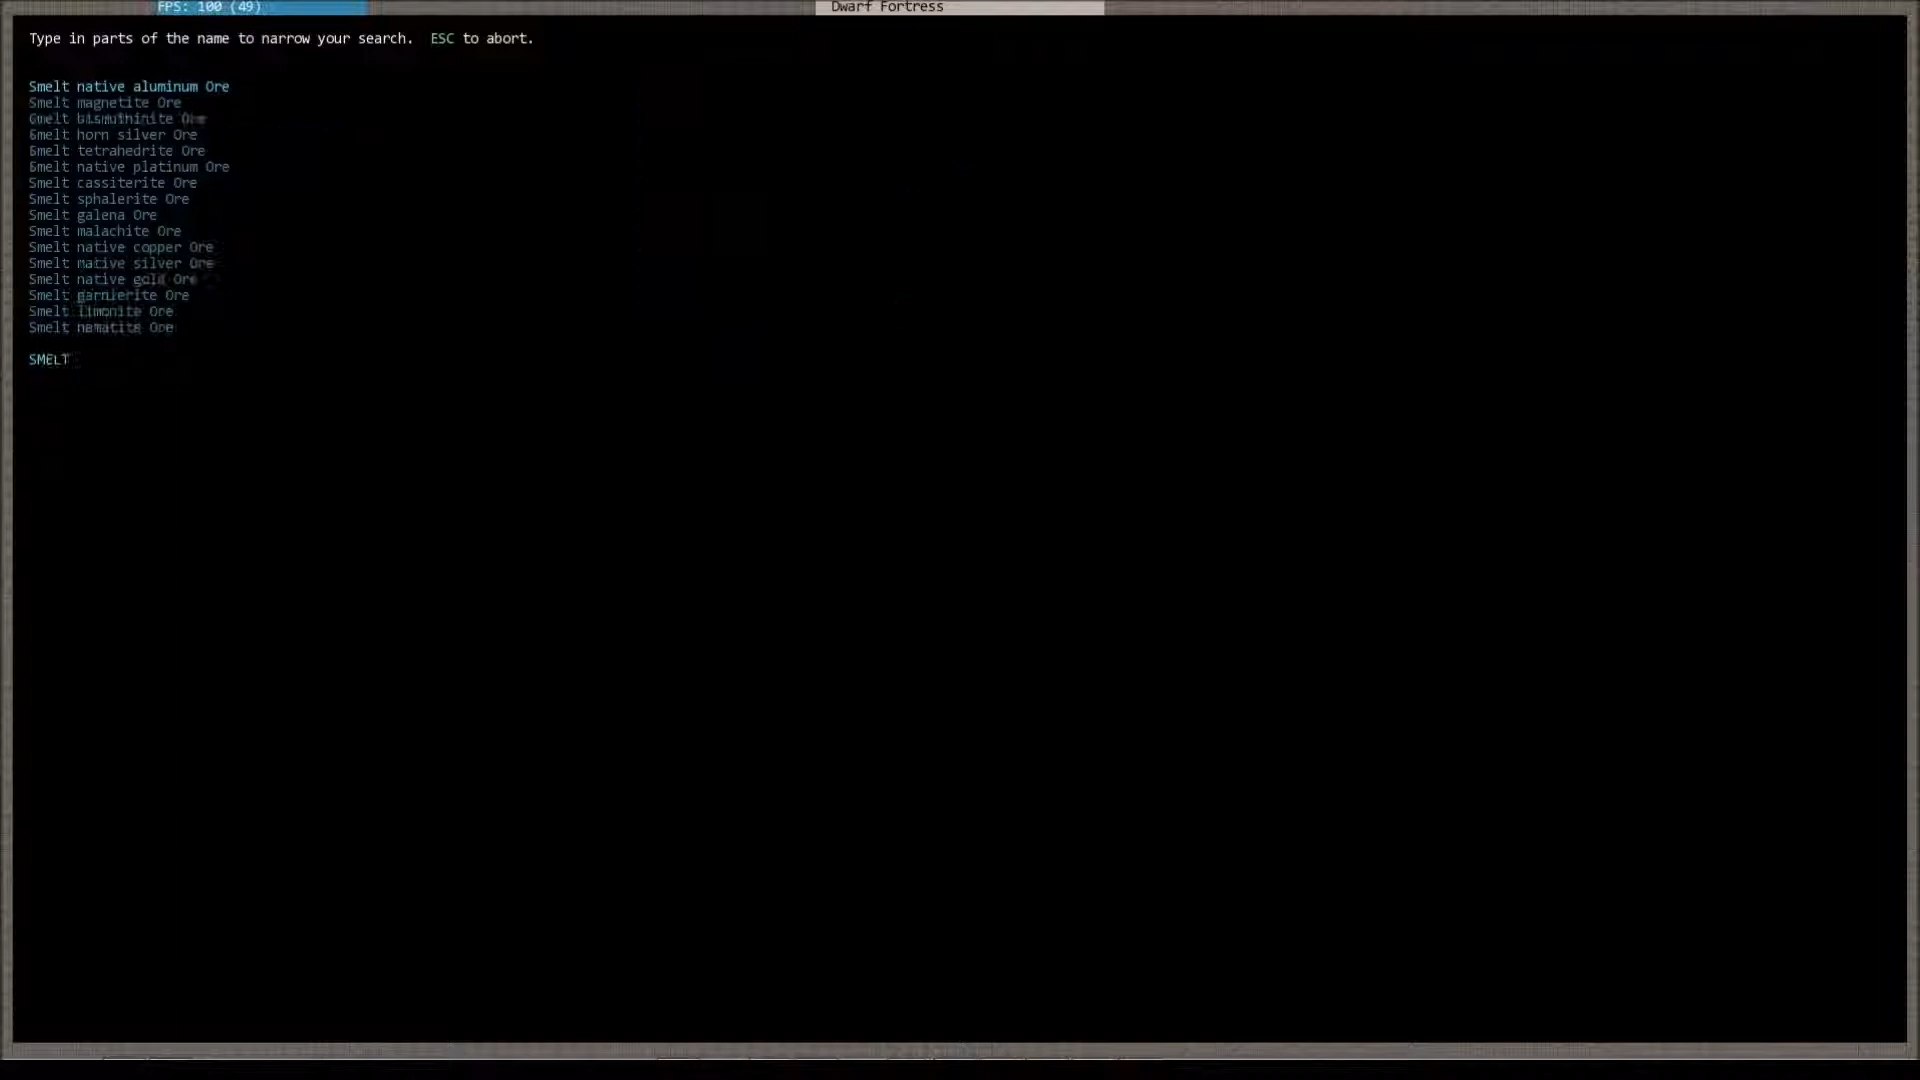 FPS: 100 (49)
Dwarf Fortress
Type in parts of the name to narrow your search. ESC to abort.
Smelt native aluminum Ore
Smelt magnetite Ore
Smelt bismuthinite Ore
Smelt horn silver Ore
Smelt tetrahedrite Ore
Smelt native platinum Ore
Smelt cassiterite Ore
Smelt sphalerite Ore
Smelt galena Ore
Smelt malachite Ore
Smelt native copper Ore
Smelt native silver Ore
Smelt native gold Ore
Smelt garnierite Ore
Smelt limonite Ore
Smelt hematite Ore
SMELT